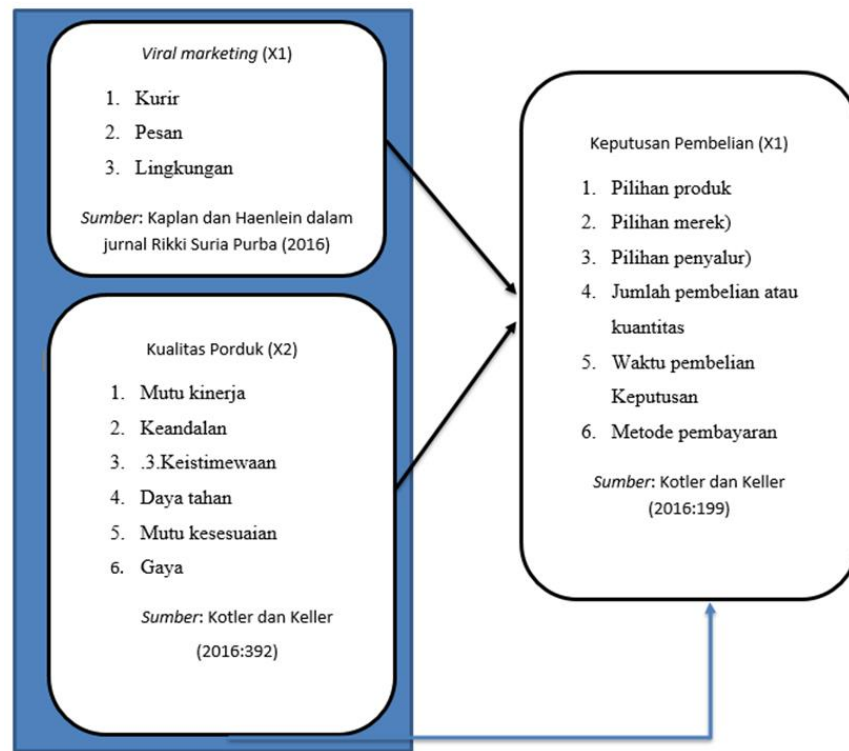 Viral marketing (X1)
1. Kurir
2. Pesan
3. Lingkungan
Sumber: Kaplan dan Haenlein dalam
jurnal Rikki Suria Purba (2016)
Kualitas Porduk (X2)
1. Mutu kinerja
2. Keandalan
3. .3.Keistimewaan
4. Daya tahan
5. Mutu kesesuaian
6. Gaya
Sumber: Kotler dan Keller
(2016:392)
Keputusan Pembelian (X1)
1. Pilihan produk
2. Pilihan merek)
3. Pilihan penyalur)
4. Jumlah pembelian atau
kuantitas
5. Waktu pembelian
Keputusan
6. Metode pembayaran
Sumber: Kotler dan Keller
(2016:199)